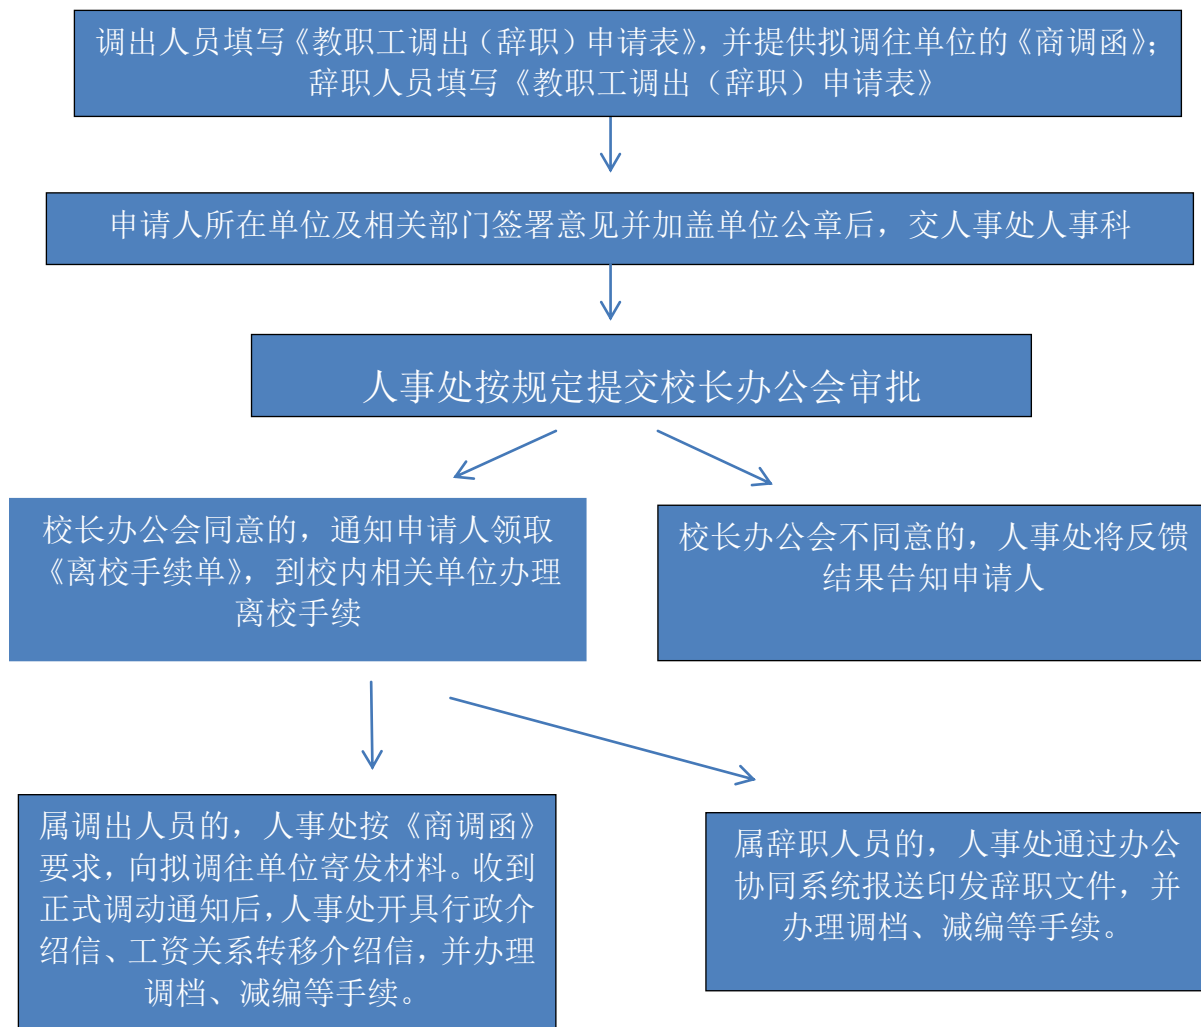 调出人员填写《教职工调出（辞职）申请表》，并提供拟调往单位的《商调函》；
辞职人员填写《教职工调出（辞职）申请表》
申请人所在单位及相关部门签署意见并加盖单位公章后，交人事处人事科
人事处按规定提交校长办公会审批
校长办公会同意的，通知申请人领取
《离校手续单》，到校内相关单位办理
离校手续
校长办公会不同意的，人事处将反馈
结果告知申请人
属调出人员的，人事处按《商调函》
要求，向拟调往单位寄发材料。收到
正式调动通知后，人事处开具行政介
绍信、工资关系转移介绍信，并办理
调档、减编等手续。
属辞职人员的，人事处通过办公
协同系统报送印发辞职文件，并
办理调档、减编等手续。